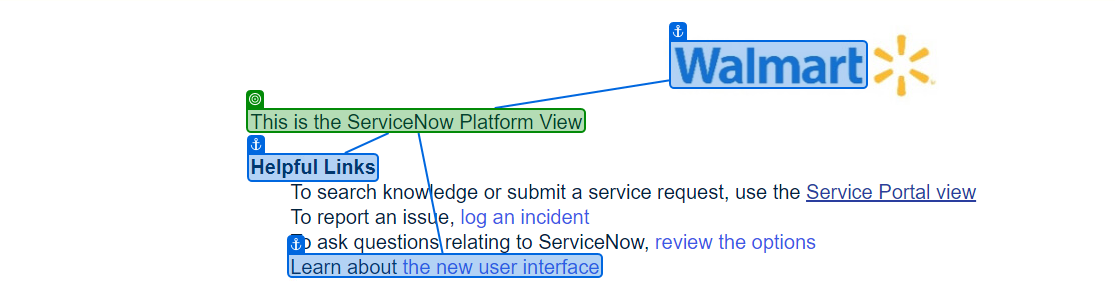 Walmart
This is the ServiceNow Platform View
Helpful Links
To search knowledge or submit a service request, use the Service Portal view
To report an issue, log an incident
To ask questions relating to ServiceNow, review the options
Learn about the new user interface